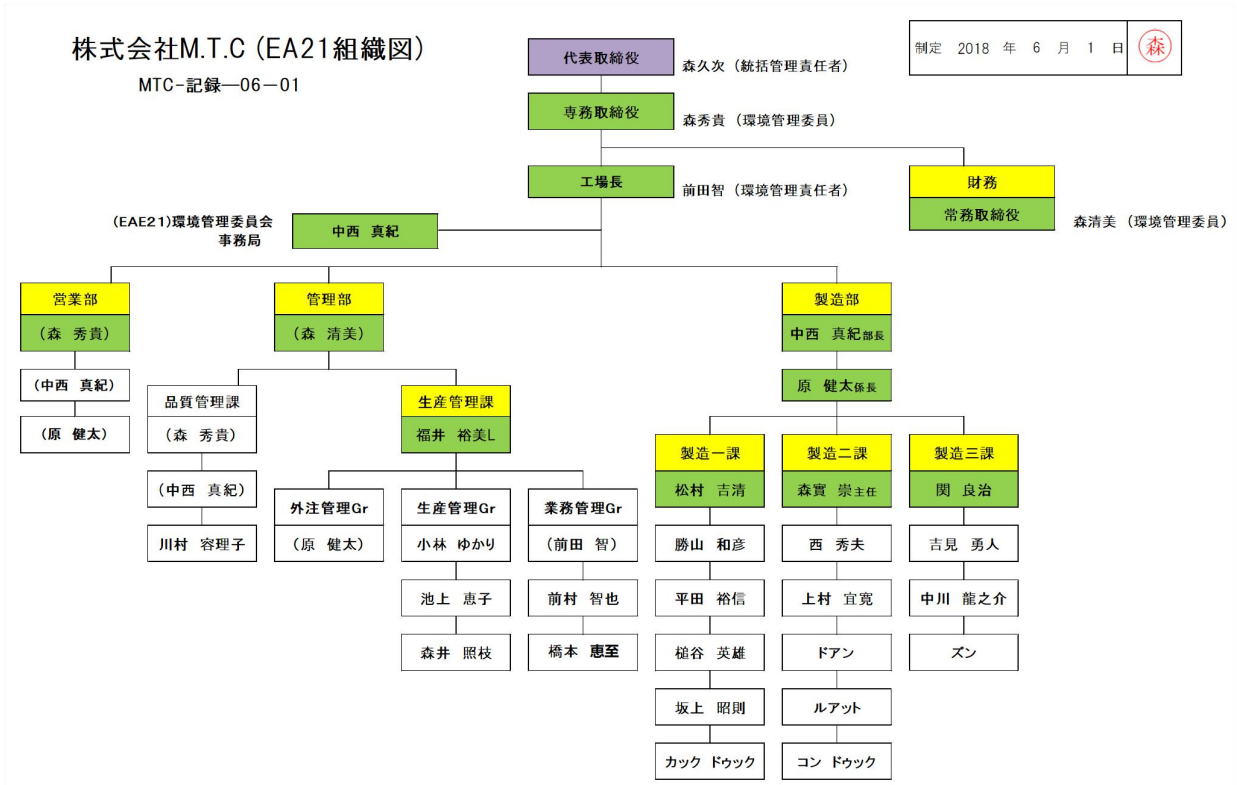 株式会社M.T.C (EA21組織図)
MTC-記録―06－01
制定 2018 年 6 月 1 日
森
代表取締役
森久次（統括管理責任者）
専務取締役
森秀貴（環境管理委員）
工場長
前田智（環境管理責任者）
財務
常務取締役
森清美（環境管理委員）
(EAE21)環境管理委員会
事務局
中西 真紀
営業部
（森 秀貴）
（中西 真紀）
（原 健太）
管理部
（森 清美）
品質管理課
（森 秀貴）
（中西 真紀）
川村 容理子
生産管理課
福井 裕美L
外注管理Gr
（原 健太）
生産管理Gr
小林 ゆかり
池上 恵子
森井 照枝
業務管理Gr
（前田 智）
前村 智也
橋本 恵至
製造部
中西 真紀部長
原 健太係長
製造一課
松村 吉清
勝山 和彦
平田 裕信
槌谷 英雄
坂上 昭則
カック ドゥック
製造二課
森實 崇主任
西 秀夫
上村 宜寛
ドアン
ルアット
コン ドゥック
製造三課
関 良治
吉見 勇人
中川 龍之介
ズン